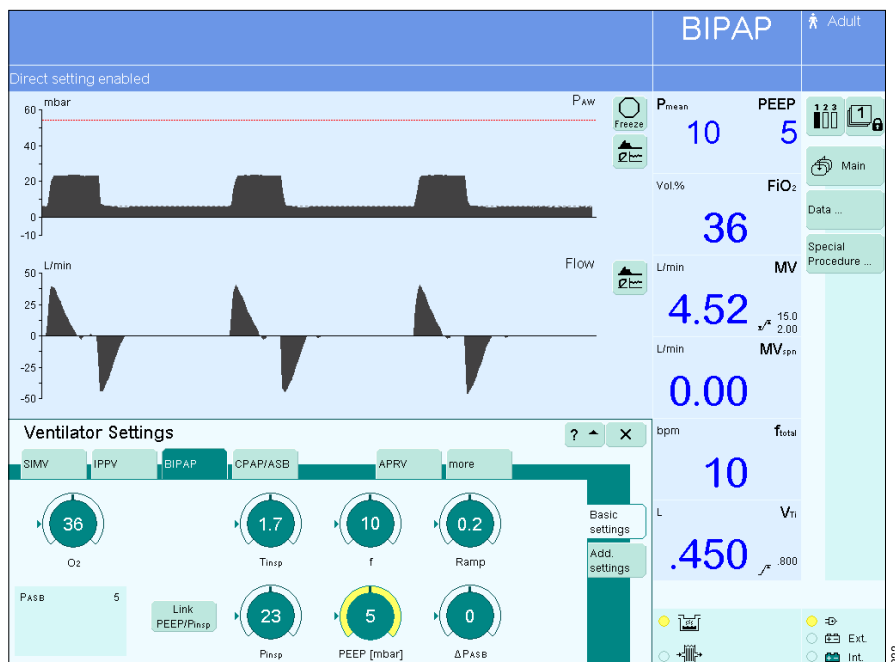 BIPAP
Adult
Direct setting enabled
mbar
PAW
60
40
20
0
-10
Freeze
L/min
Flow
50
25
0
-25
-50
Pmean
PEEP
10
5
Vol.%
FiO2
36
L/min
MV
4.52
15.0
2.00
L/min
MVspn
0.00
bpm
ftotal
10
L
VTi
.450
.800
1 2 3
1
Main
Data ...
Special
Procedure ...
Ventilator Settings
?
SIMV
IPPV
BIPAP
CPAP/ASB
APRV
more
36
1.7
10
0.2
O2
Tinsp
f
Ramp
Basic
settings
Add.
settings
PASB
5
Link
PEEP/Pinsp
23
5
0
Pinsp
PEEP [mbar]
ΔPASB
Ext.
Int.